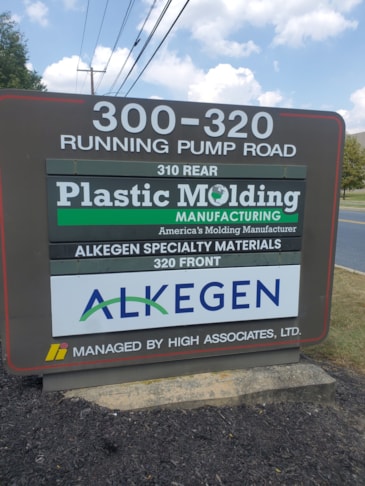 300-320
RUNNING PUMP ROAD
310 REAR
Plastic Molding
MANUFACTURING
America's Molding Manufacturer
ALKEGEN SPECIALTY MATERIALS
320 FRONT
ALKEGEN
MANAGED BY HIGH ASSOCIATES, LTD.